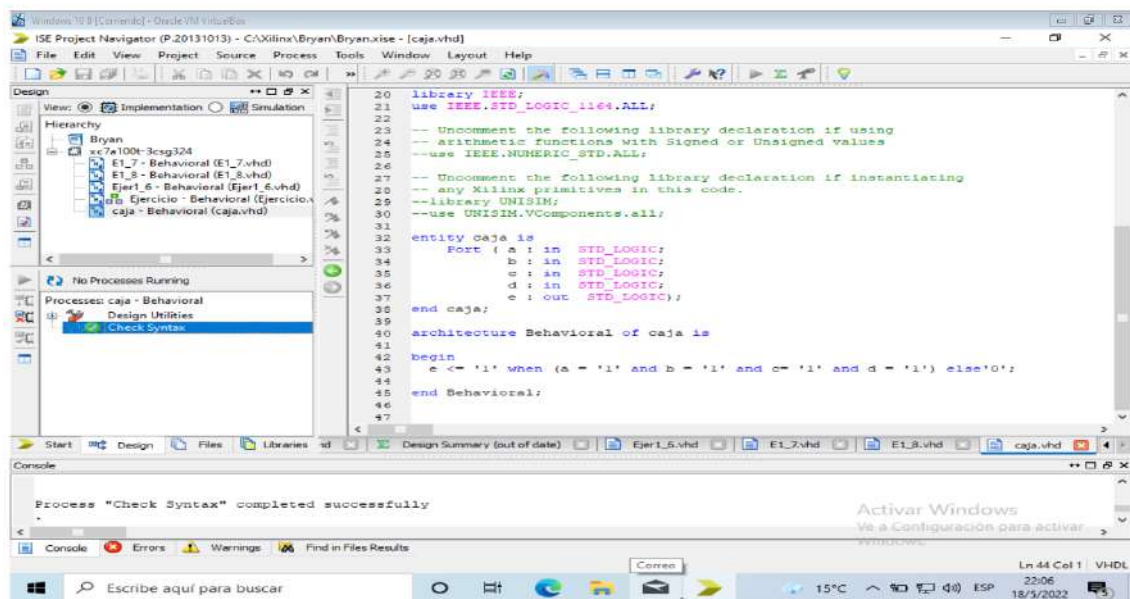 Windows 10 8 [Corriendo] - Oracle VM VirtualBox
ISE Project Navigator (P.20131013) - C:\Xilinx\Bryan\Bryan.xise - [caja.vhd]
File Edit View Project Source Process Tools Window Layout Help
Design
View: Implementation Simulation
Hierarchy
Bryan
xc7a100t-3csg324
E1_7 - Behavioral (E1_7.vhd)
E1_8 - Behavioral (E1_8.vhd)
Ejer1_6 - Behavioral (Ejer1_6.vhd)
Ejercicio - Behavioral (Ejercicio.v
caja - Behavioral (caja.vhd)
No Processes Running
Processes: caja - Behavioral
Design Utilities
Check Syntax
20 library IEEE;
21 use IEEE.STD_LOGIC_1164.ALL;
22
23 -- Uncomment the following library declaration if using
24 -- arithmetic functions with Signed or Unsigned values
25 --use IEEE.NUMERIC_STD.ALL;
26
27 -- Uncomment the following library declaration if instantiating
28 -- any Xilinx primitives in this code.
29 --library UNISIM;
30 --use UNISIM.VComponents.all;
31
32 entity caja is
33 Port ( a : in STD_LOGIC;
34 b : in STD_LOGIC;
35 c : in STD_LOGIC;
36 d : in STD_LOGIC;
37 e : out STD_LOGIC);
38 end caja;
39
40 architecture Behavioral of caja is
41
42 begin
43 e <= '1' when (a = '1' and b = '1' and c= '1' and d = '1') else'0';
44
45 end Behavioral;
46
47
Start Design Files Libraries
Design Summary (out of date) Ejer1_6.vhd E1_7.vhd E1_8.vhd caja.vhd
Console
Process "Check Syntax" completed successfully
Activar Windows
Ve a Configuración para activar
Windows.
Console Errors Warnings Find in Files Results
Correo
Ln 44 Col 1 VHDL
Escribe aquí para buscar
15°C ESP
22:06
18/5/2022